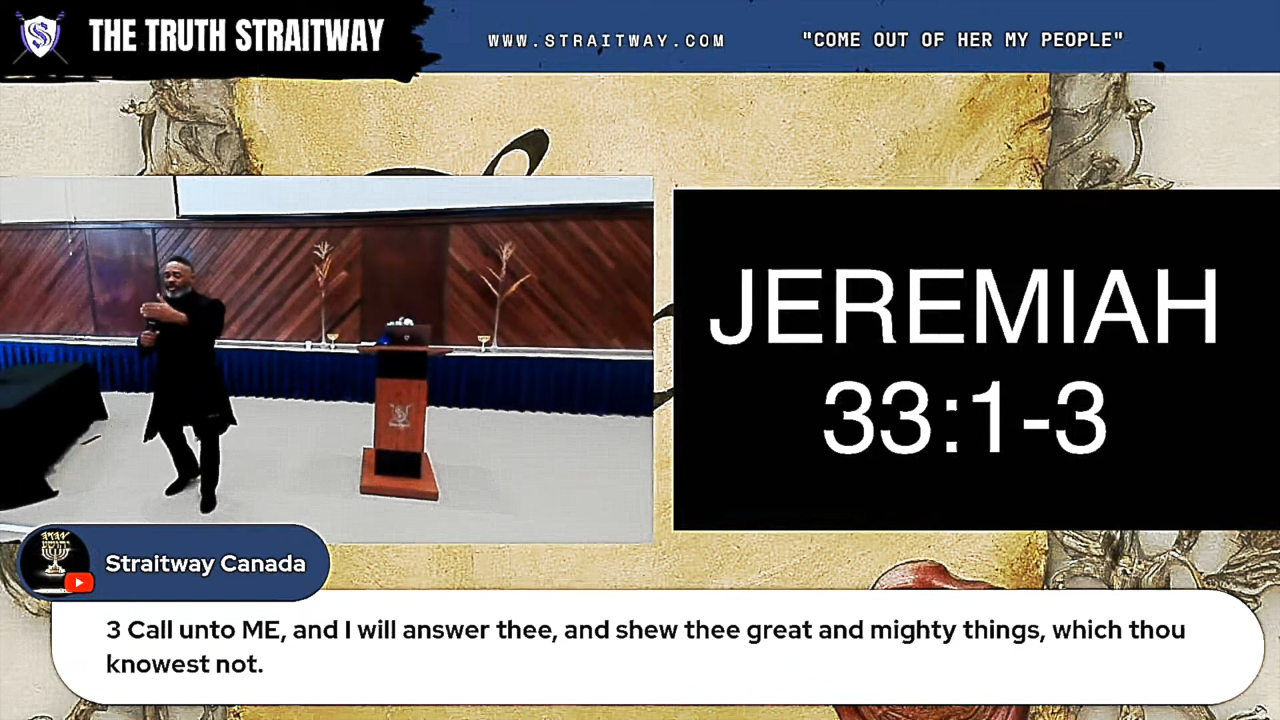 THE TRUTH STRAITWAY
WWW.STRAITWAY.COM
"COME OUT OF HER MY PEOPLE"
JEREMIAH
33:1-3
Straitway Canada
3 Call unto ME, and I will answer thee, and shew thee great and mighty things, which thou
knowest not.